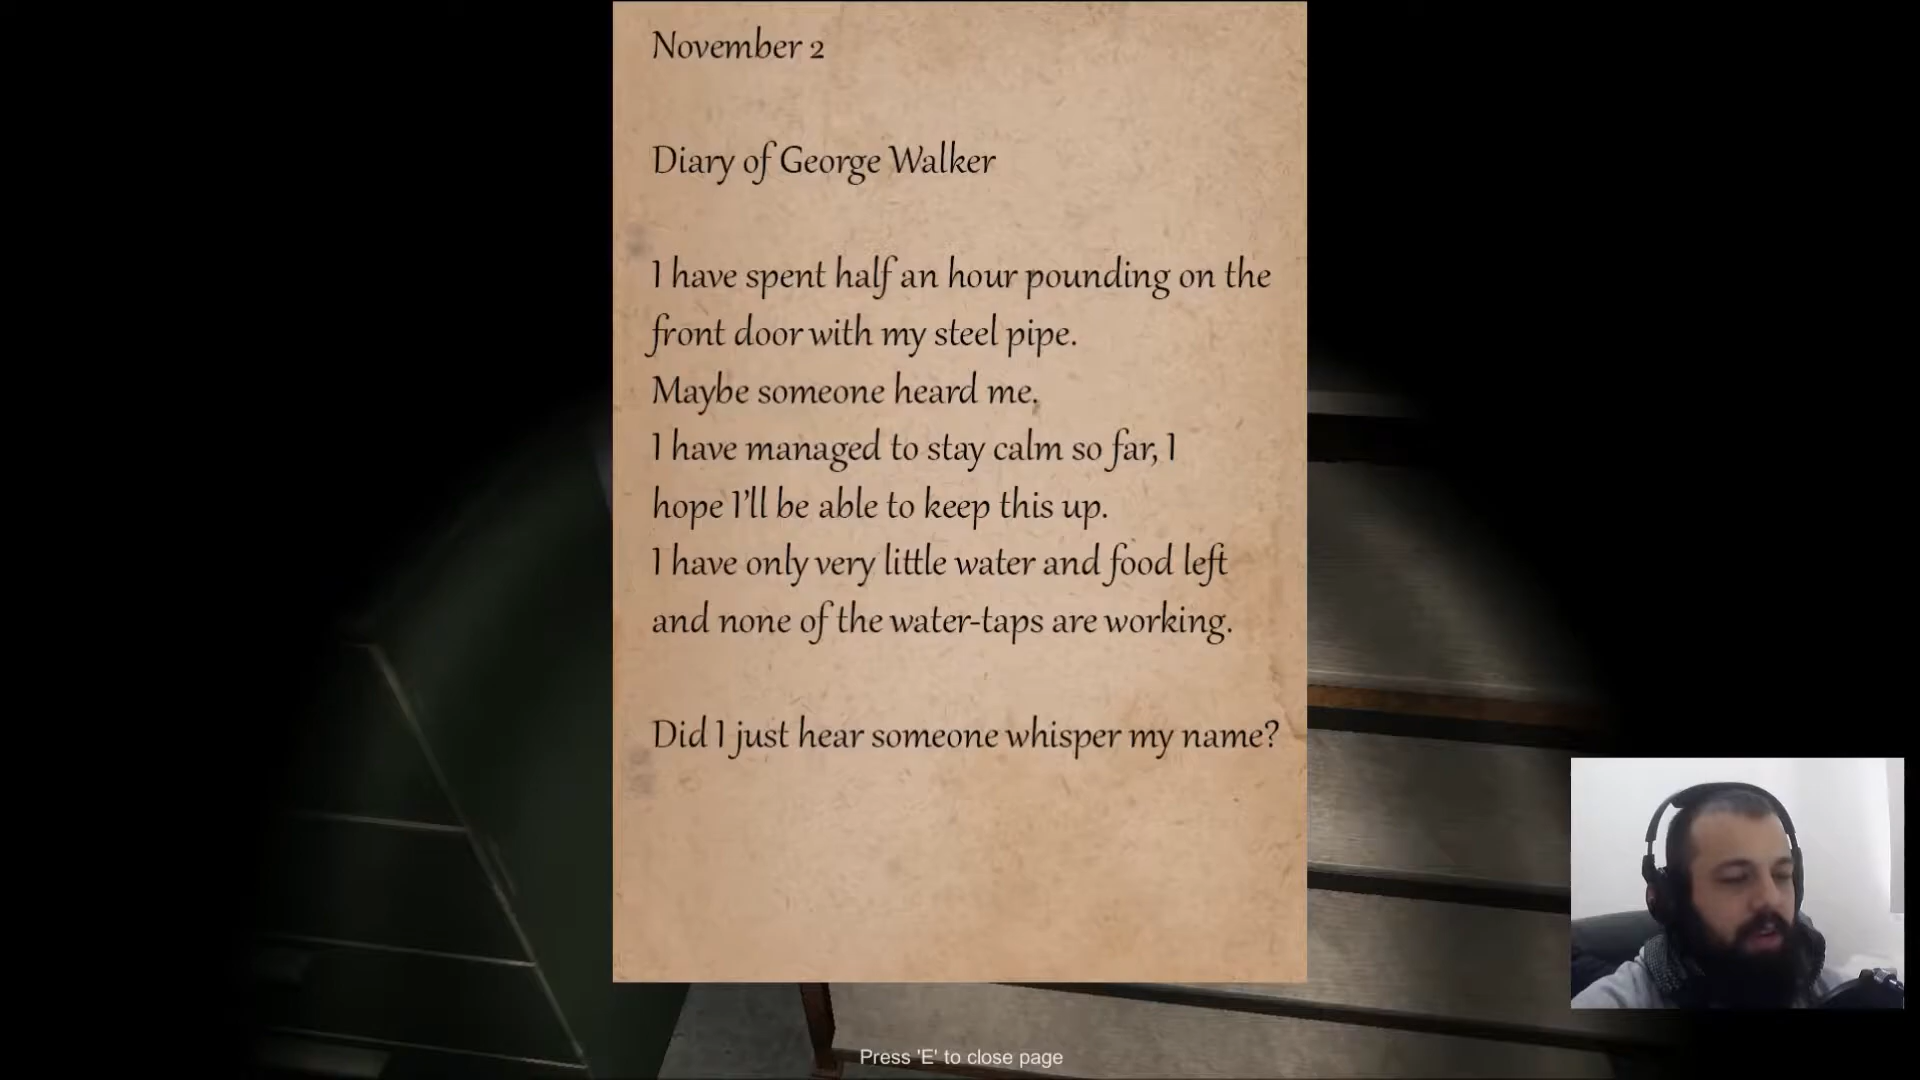 November 2
Diary of George Walker
I have spent half an hour pounding on the
front door with my steel pipe.
Maybe someone heard me.
I have managed to stay calm so far, I
hope I'll be able to keep this up.
I have only very little water and food left
and none of the water-taps are working.
Did I just hear someone whisper my name?
Press 'E' to close page